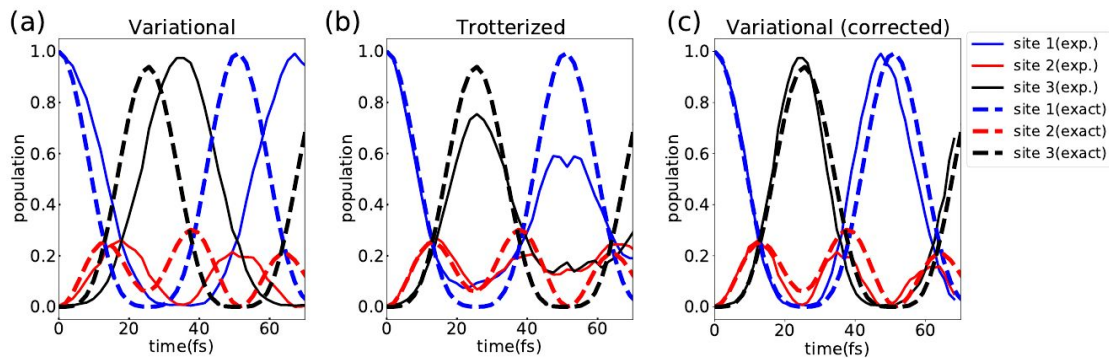 (a) Variational
(b) Trotterized
(c) Variational (corrected)
1.0
0.8
0.6
0.4
0.2
0.0
population
0 20 40 60
time(fs)
1.0
0.8
0.6
0.4
0.2
0.0
population
0 20 40 60
time(fs)
1.0
0.8
0.6
0.4
0.2
0.0
population
0 20 40 60
time(fs)
site 1(exp.)
site 2(exp.)
site 3(exp.)
site 1(exact)
site 2(exact)
site 3(exact)